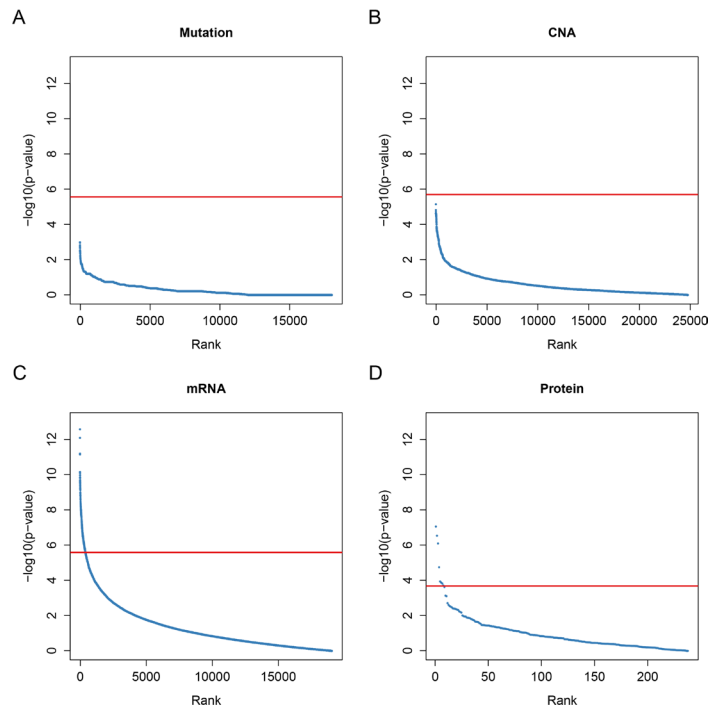 A
Mutation
−log10(p−value)
0 2 4 6 8 10 12
0 5000 10000 15000
Rank
B
CNA
−log10(p−value)
0 2 4 6 8 10 12
0 5000 10000 15000 20000 25000
Rank
C
mRNA
−log10(p−value)
0 2 4 6 8 10 12
0 5000 10000 15000
Rank
D
Protein
−log10(p−value)
0 2 4 6 8 10 12
0 50 100 150 200
Rank